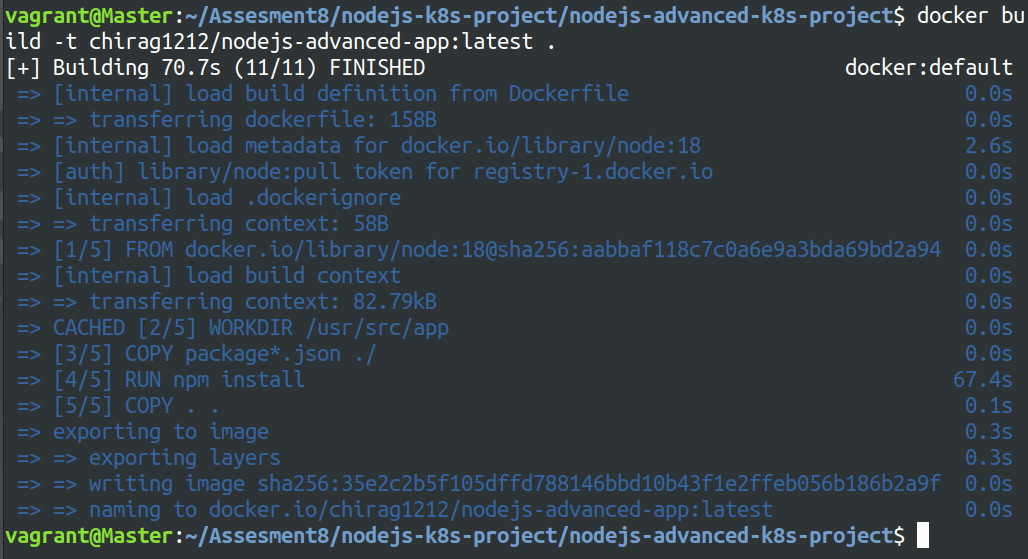 vagrant@Master:~/Assesment8/nodejs-k8s-project/nodejs-advanced-k8s-project$ docker bu
ild -t chirag1212/nodejs-advanced-app:latest .
[+] Building 70.7s (11/11) FINISHED docker:default
=> [internal] load build definition from Dockerfile 0.0s
=> => transferring dockerfile: 158B 0.0s
=> [internal] load metadata for docker.io/library/node:18 2.6s
=> [auth] library/node:pull token for registry-1.docker.io 0.0s
=> [internal] load .dockerignore 0.0s
=> => transferring context: 58B 0.0s
=> [1/5] FROM docker.io/library/node:18@sha256:aabbaf118c7c0a6e9a3bda69bd2a94 0.0s
=> [internal] load build context 0.0s
=> => transferring context: 82.79kB 0.0s
=> CACHED [2/5] WORKDIR /usr/src/app 0.0s
=> [3/5] COPY package*.json ./ 0.0s
=> [4/5] RUN npm install 67.4s
=> [5/5] COPY . . 0.1s
=> exporting to image 0.3s
=> => exporting layers 0.3s
=> => writing image sha256:35e2c2b5f105dffd788146bbd10b43f1e2ffeb056b186b2a9f 0.0s
=> => naming to docker.io/chirag1212/nodejs-advanced-app:latest 0.0s
vagrant@Master:~/Assesment8/nodejs-k8s-project/nodejs-advanced-k8s-project$